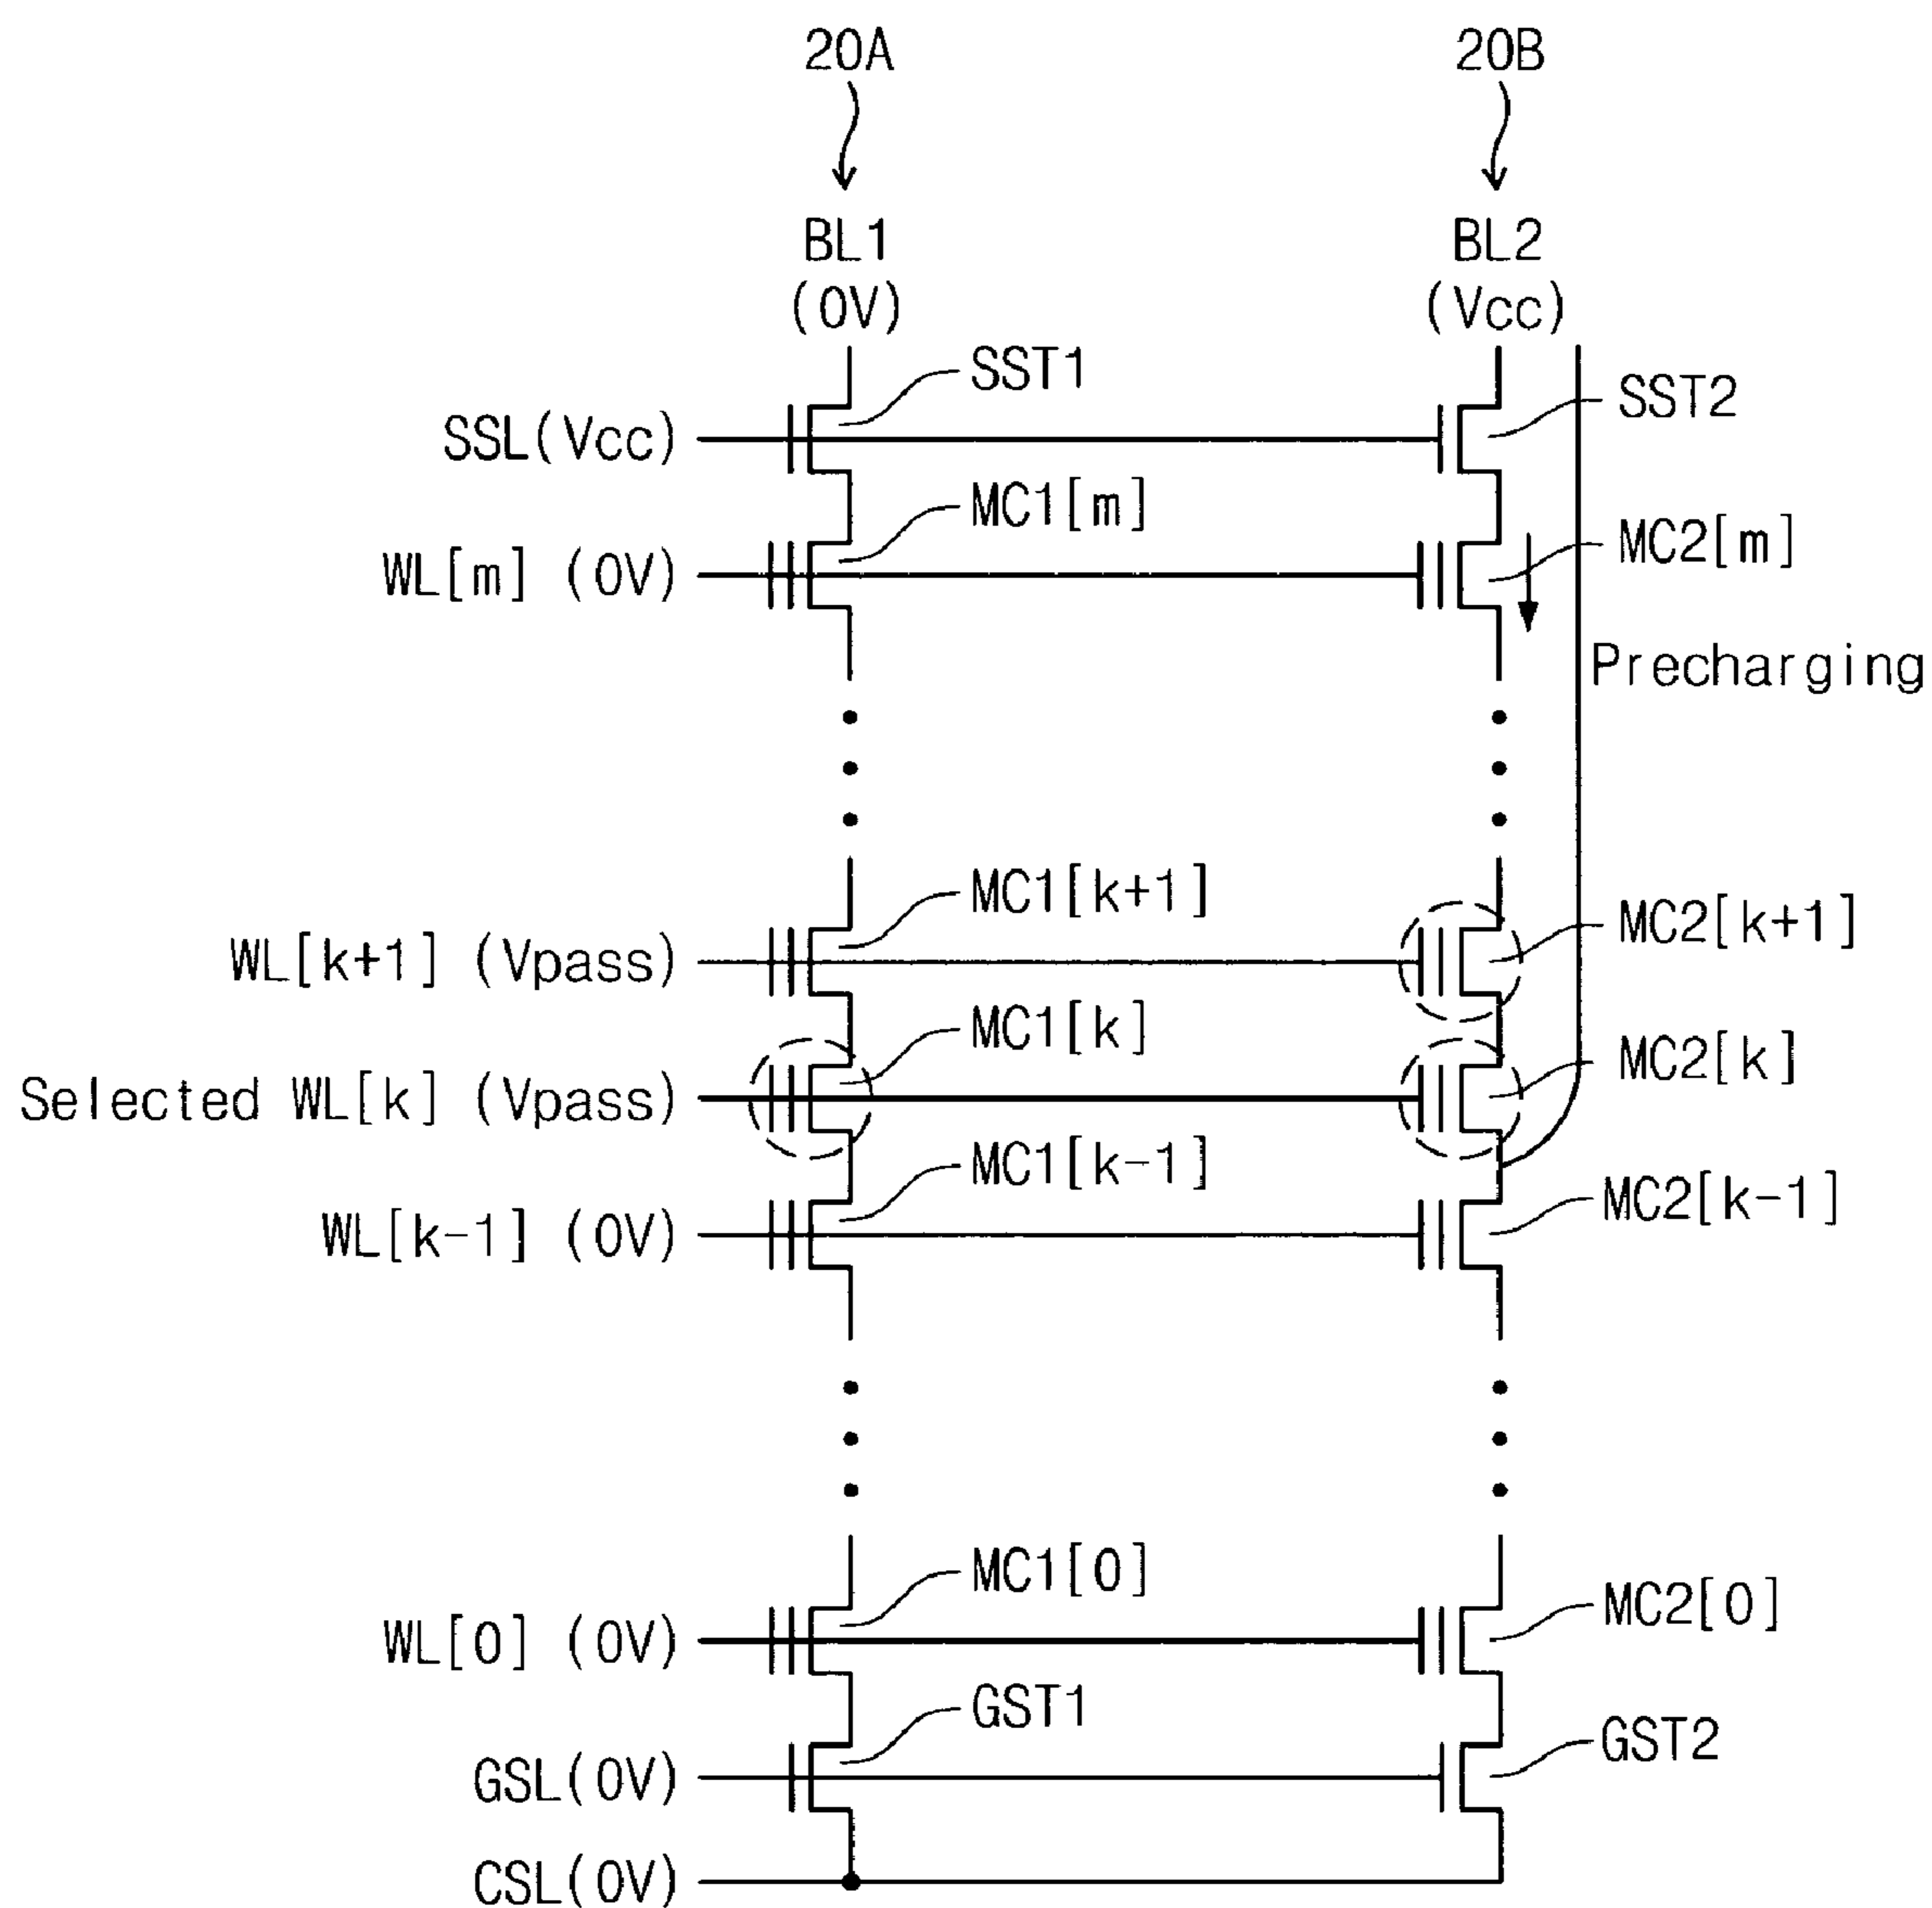 20A 20B
BL1 BL2
(0V) (Vcc)
SST1
SST2
SSL(Vcc)
MC1[m]
MC2[m]
WL[m] (0V)
Precharging
MC1[k+1]
MC2[k+1]
WL[k+1] (Vpass)
MC1[k]
MC2[k]
Selected WL[k] (Vpass)
MC1[k-1]
MC2[k-1]
WL[k-1] (0V)
MC1[0]
MC2[0]
WL[0] (0V)
GST1
GST2
GSL(0V)
CSL(0V)